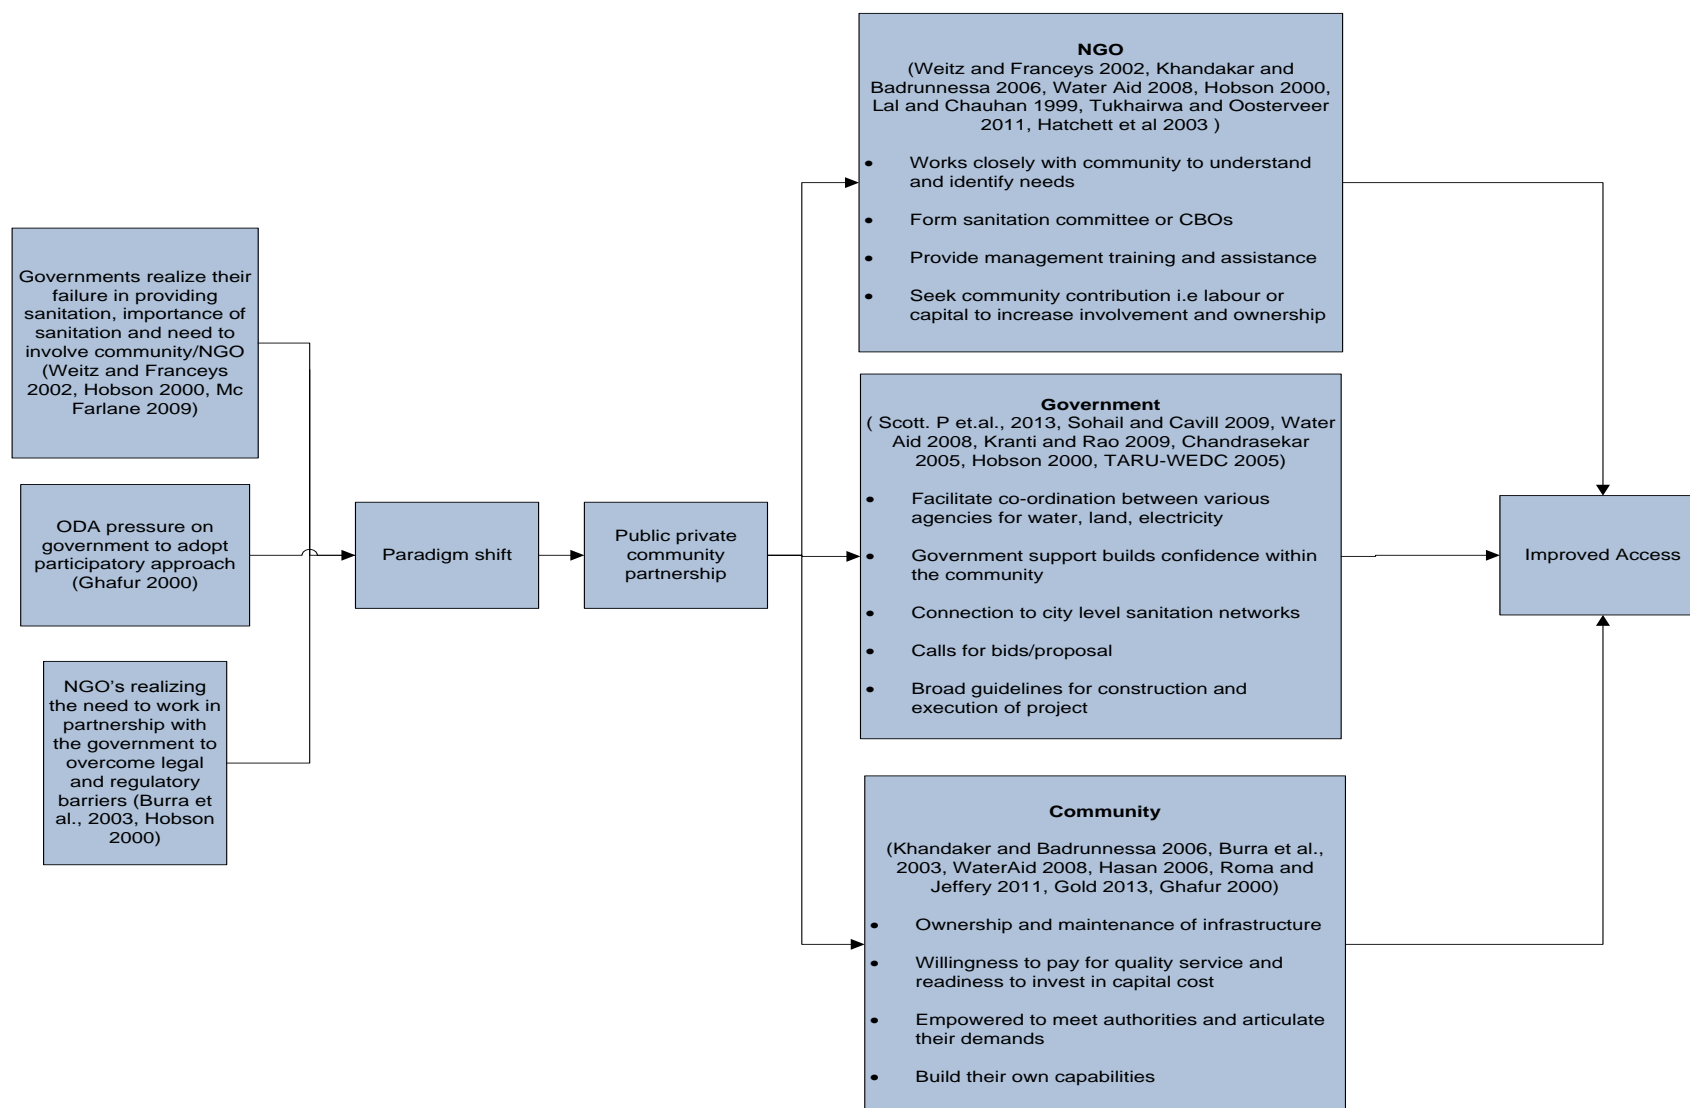 Governments realize their
failure in providing
sanitation, importance of
sanitation and need to
involve community/NGO
(Weitz and Franceys
2002, Hobson 2000, Mc
Farlane 2009)
ODA pressure on
government to adopt
participatory approach
(Ghafur 2000)
NGO's realizing
the need to work in
partnership with
the government to
overcome legal
and regulatory
barriers (Burra et
al., 2003, Hobson
2000)
Paradigm shift
Public private
community
partnership
NGO
(Weitz and Franceys 2002, Khandakar and
Badrunnessa 2006, Water Aid 2008, Hobson 2000,
Lal and Chauhan 1999, Tukhairwa and Oosterveer
2011, Hatchett et al 2003 )
• Works closely with community to understand
and identify needs
• Form sanitation committee or CBOs
• Provide management training and assistance
• Seek community contribution i.e labour or
capital to increase involvement and ownership
Government
( Scott. P et.al., 2013, Sohail and Cavill 2009, Water
Aid 2008, Kranti and Rao 2009, Chandrasekar
2005, Hobson 2000, TARU-WEDC 2005)
• Facilitate co-ordination between various
agencies for water, land, electricity
• Government support builds confidence within
the community
• Connection to city level sanitation networks
• Calls for bids/proposal
• Broad guidelines for construction and
execution of project
Community
(Khandaker and Badrunnessa 2006, Burra et al.,
2003, WaterAid 2008, Hasan 2006, Roma and
Jeffery 2011, Gold 2013, Ghafur 2000)
• Ownership and maintenance of infrastructure
• Willingness to pay for quality service and
readiness to invest in capital cost
• Empowered to meet authorities and articulate
their demands
• Build their own capabilities
Improved Access